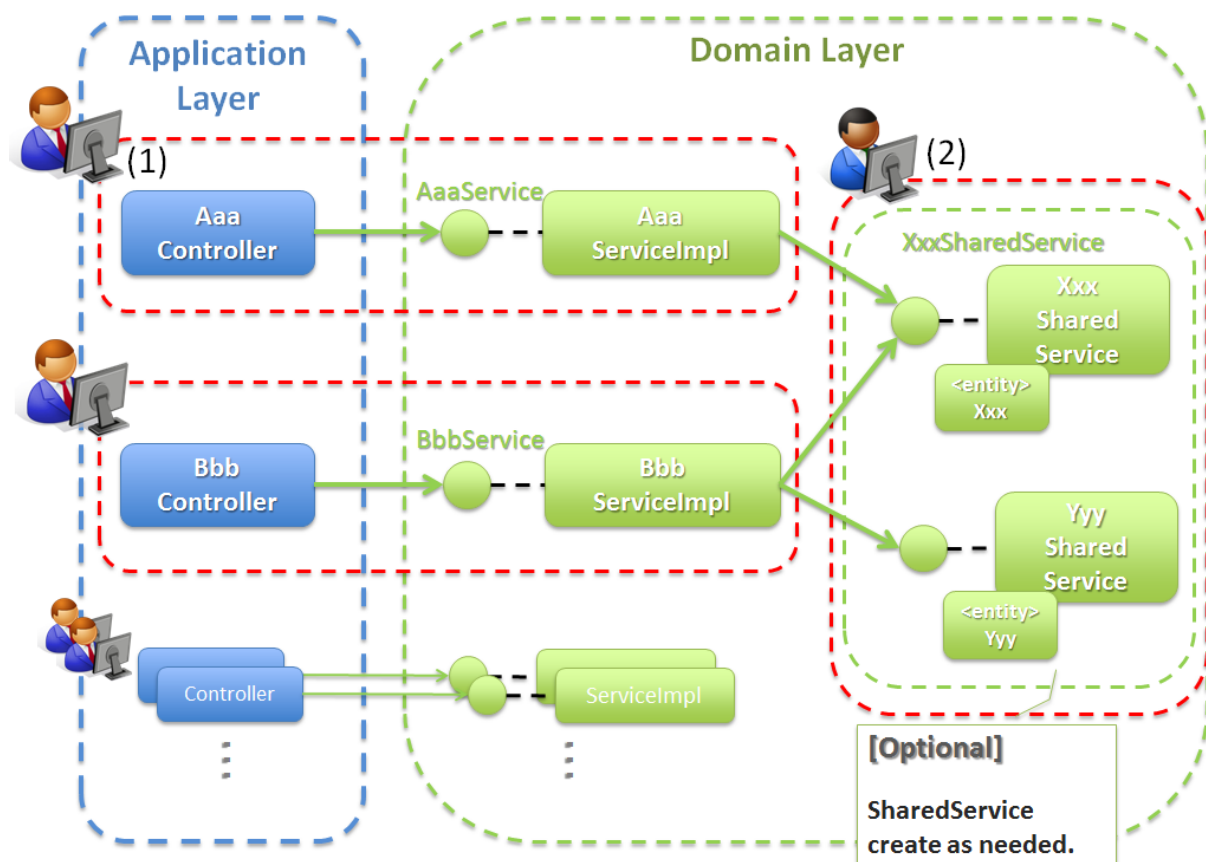 Application
Layer
Domain Layer
(1)
(2)
Aaa
Controller
AaaService
Aaa
ServiceImpl
XxxSharedService
Xxx
Shared
Service
<entity>
Xxx
Bbb
Controller
BbbService
Bbb
ServiceImpl
Yyy
Shared
Service
<entity>
Yyy
Controller
ServiceImpl
[Optional]
SharedService
create as needed.